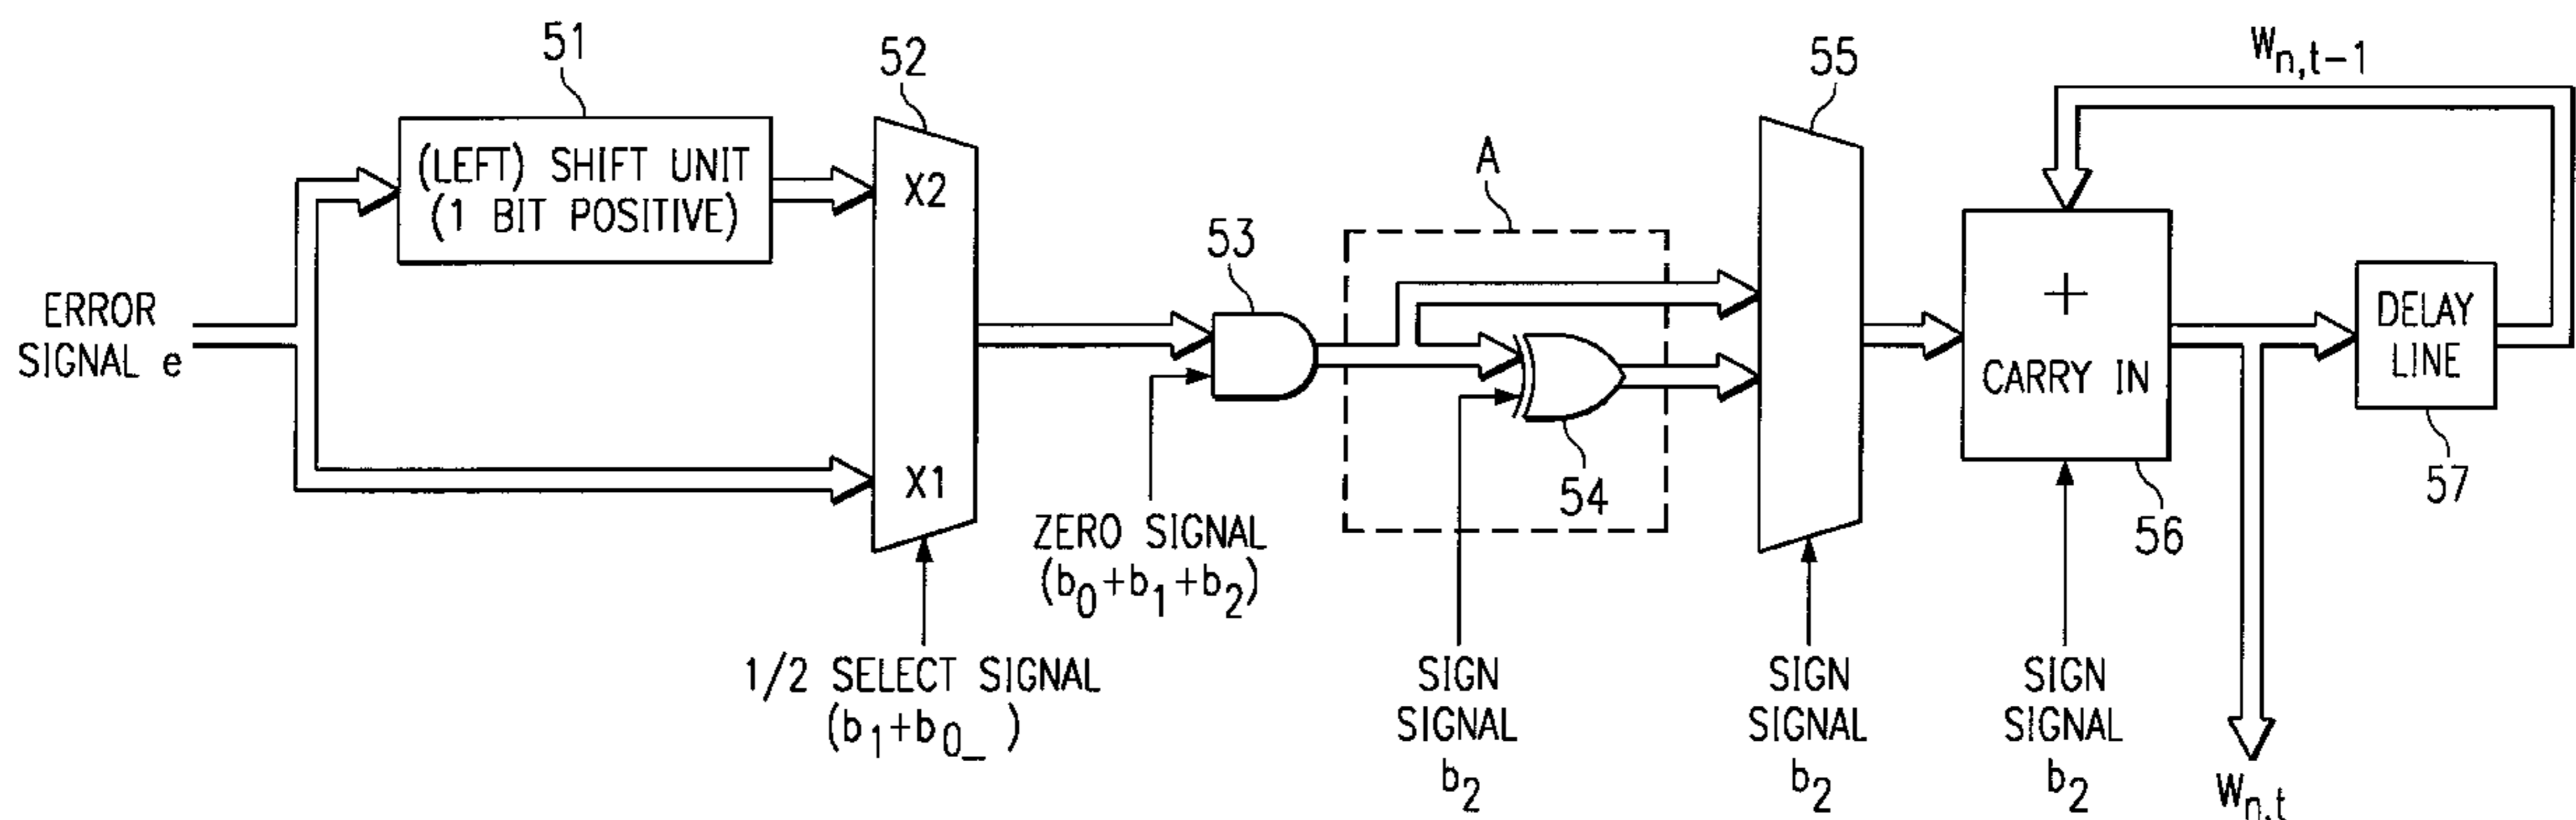 51
52
55
W_{n,t-1}
(LEFT) SHIFT UNIT
(1 BIT POSITIVE)
X2
A
53
+
CARRY IN
DELAY
LINE
ERROR
SIGNAL e
X1
54
57
56
ZERO SIGNAL
(b_0+b_1+b_2)
1/2 SELECT SIGNAL
(b_1+b_{0_})
SIGN
SIGNAL
b_2
SIGN
SIGNAL
b_2
SIGN
SIGNAL
b_2
W_{n,t}